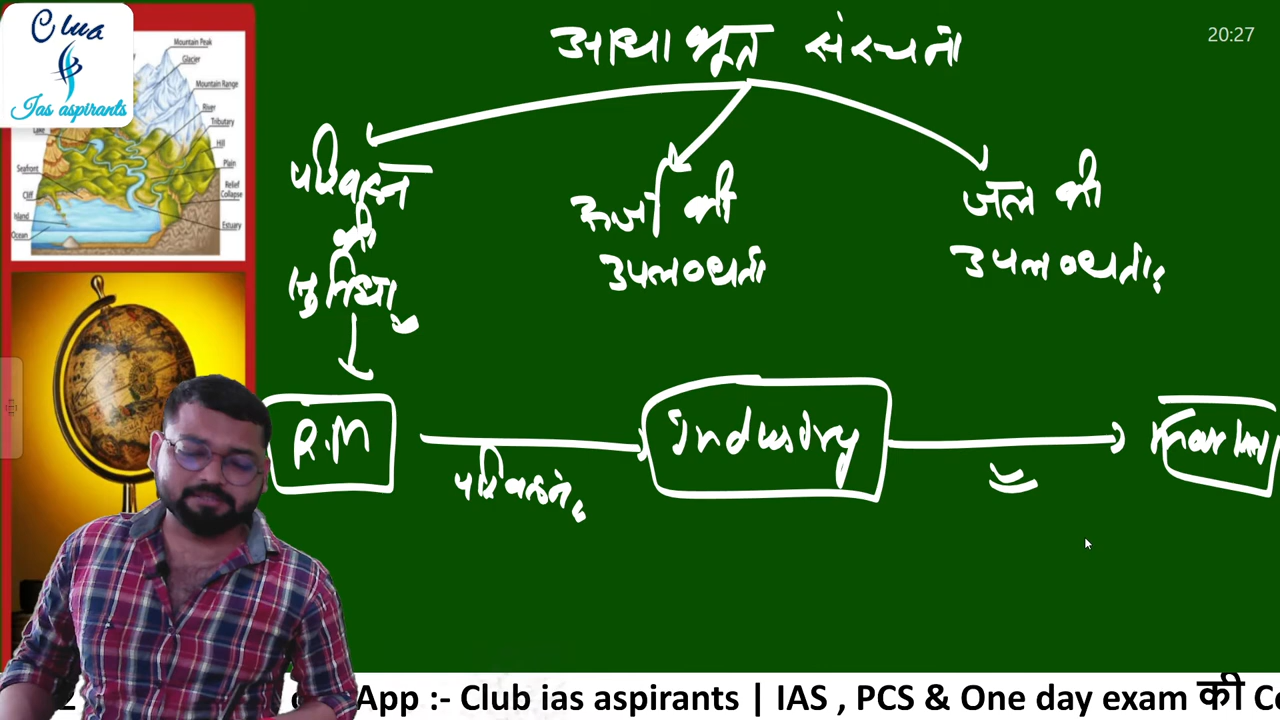 Club
Ias aspirants
20:27
आधाभूत संरचना
परिवहन
की
सुविधा
ऊर्जा की
उपलब्धता
जल की
उपलब्धता
R.M
परिवहन
Industry
Market
Mountain Peak
Glacier
Mountain Range
River
Tributary
Lake
Hill
Seafront
Plain
Cliff
Relief
Collapse
Island
Estuary
Ocean
App :- Club ias aspirants | IAS , PCS & One day exam की